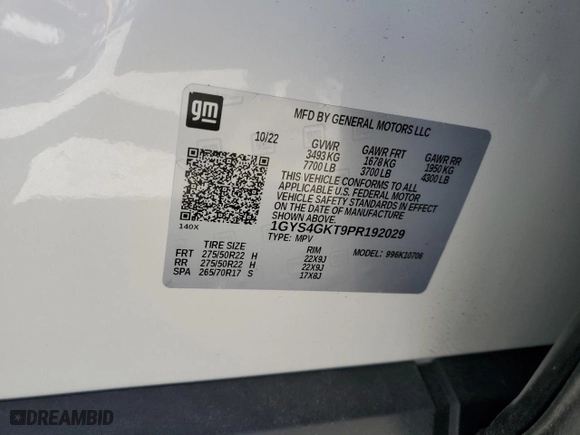 gm
MFD BY GENERAL MOTORS LLC
10/22
GVWR GAWR FRT GAWR RR
3493 KG 1678 KG 1950 KG
7700 LB 3700 LB 4300 LB
THIS VEHICLE CONFORMS TO ALL
APPLICABLE U.S. FEDERAL MOTOR
VEHICLE SAFETY STANDARDS IN EFFECT
ON THE DATE OF MANUFACTURE
SHOWN ABOVE.
1GYS4GKT9PR192029
140X
TYPE: MPV
MODEL: 996K10706
TIRE SIZE RIM
FRT 275/50R22 H 22X9J
RR 275/50R22 H 22X9J
SPA 265/70R17 S 17X8J
DREAMBID